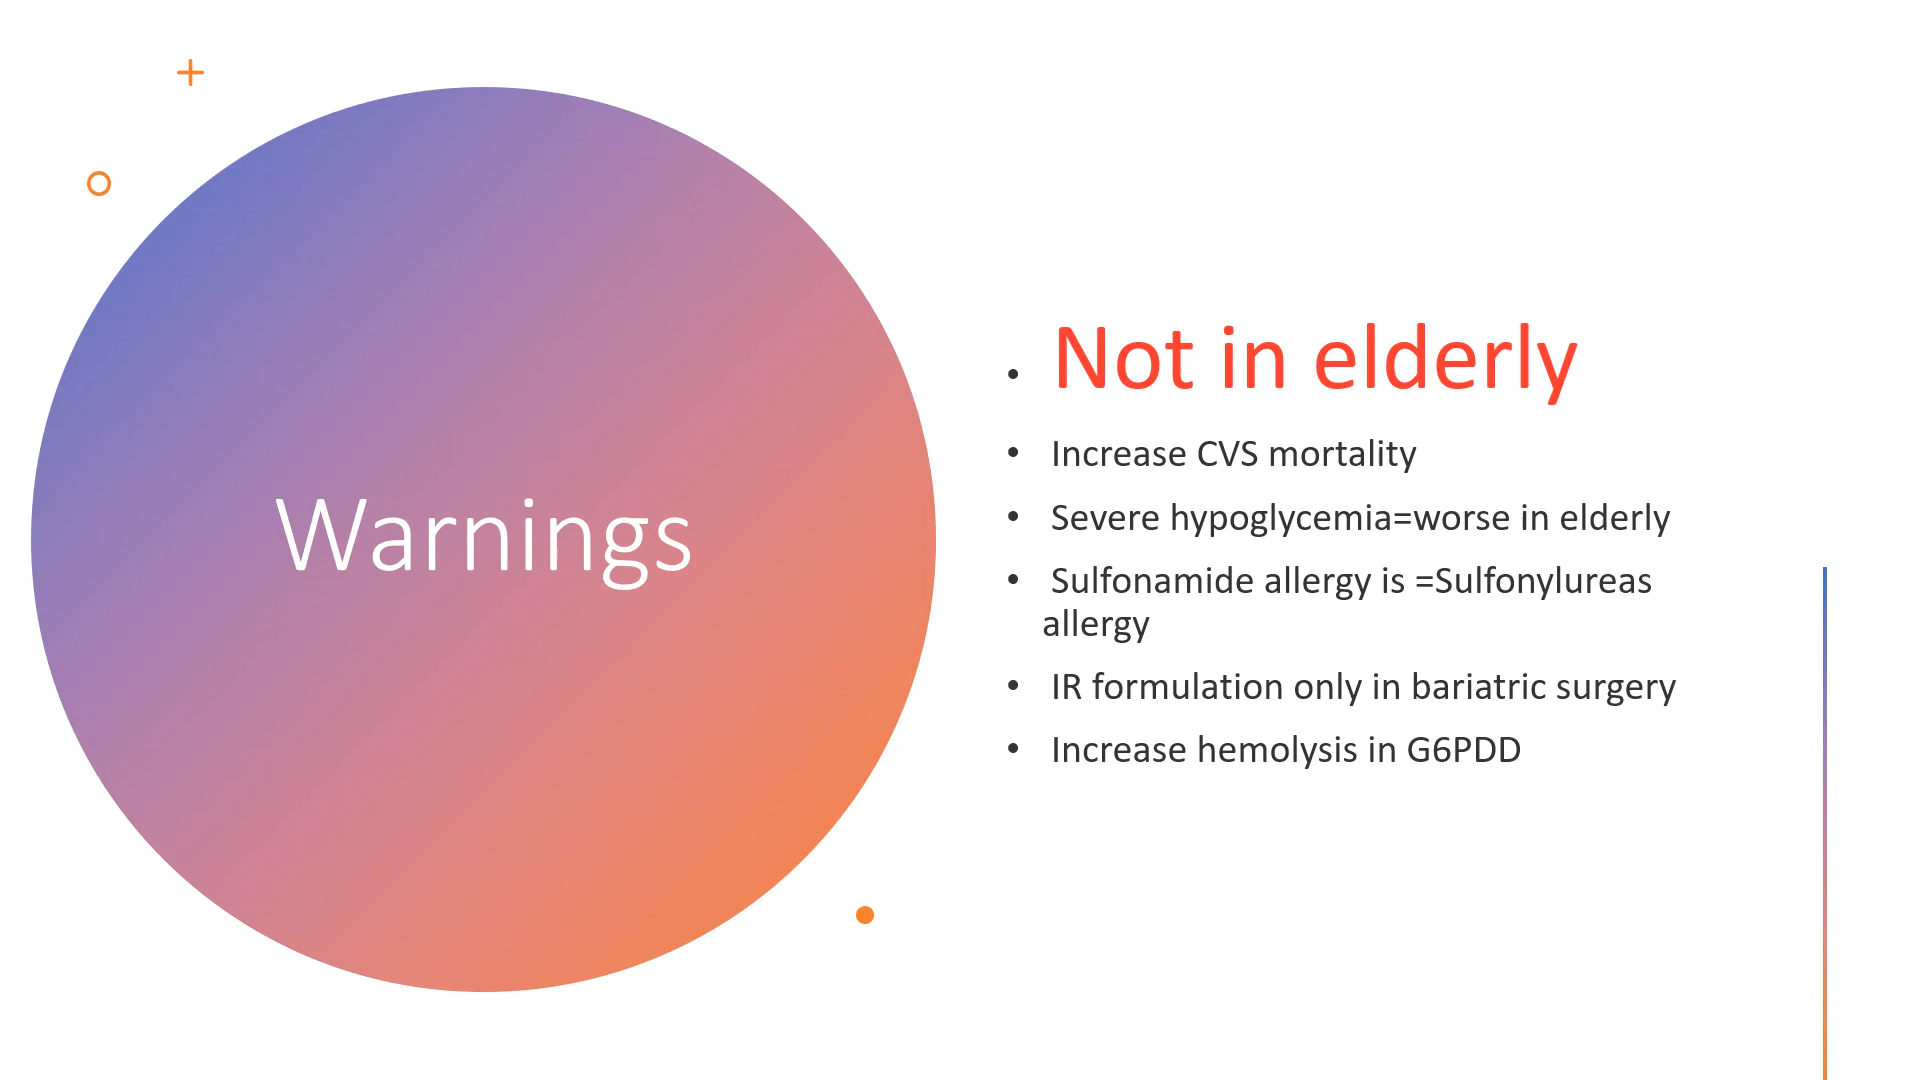 Warnings
• Not in elderly
• Increase CVS mortality
• Severe hypoglycemia=worse in elderly
• Sulfonamide allergy is =Sulfonylureas
allergy
• IR formulation only in bariatric surgery
• Increase hemolysis in G6PDD